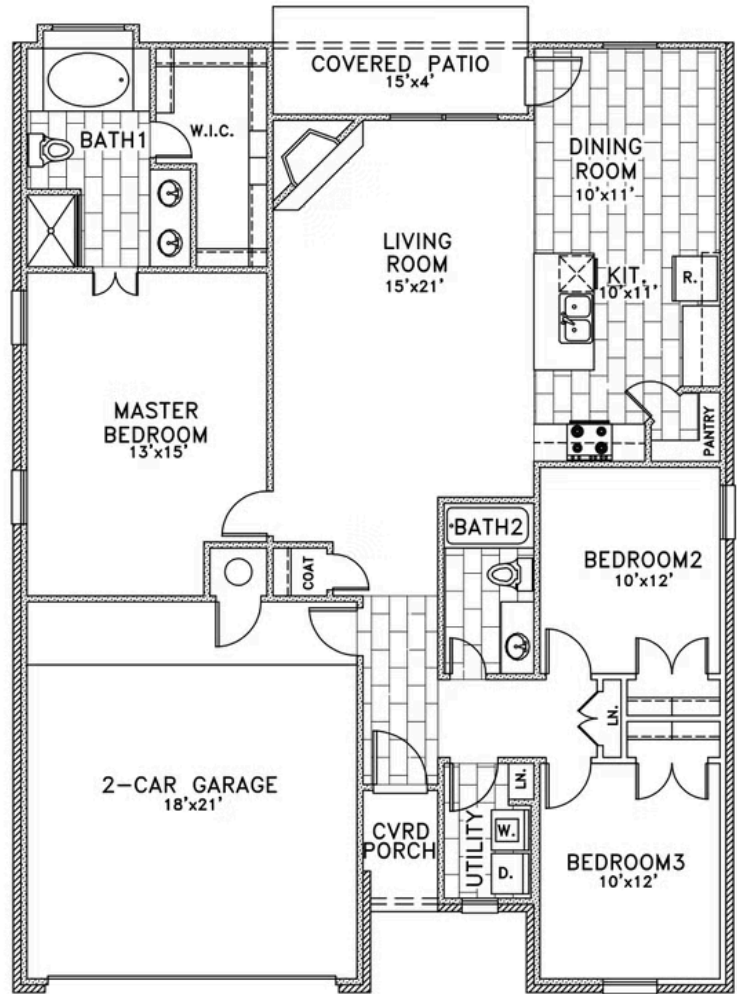 COVERED PATIO
15'x4'
BATH1
W.I.C.
DINING
ROOM
10'x11'
LIVING
ROOM
15'x21'
KIT.
10'x11'
R.
MASTER
BEDROOM
13'x15'
PANTRY
BATH2
COAT
BEDROOM2
10'x12'
LN.
2-CAR GARAGE
18'x21'
LN.
CVRD
PORCH
UTILITY
W.
D.
BEDROOM3
10'x12'